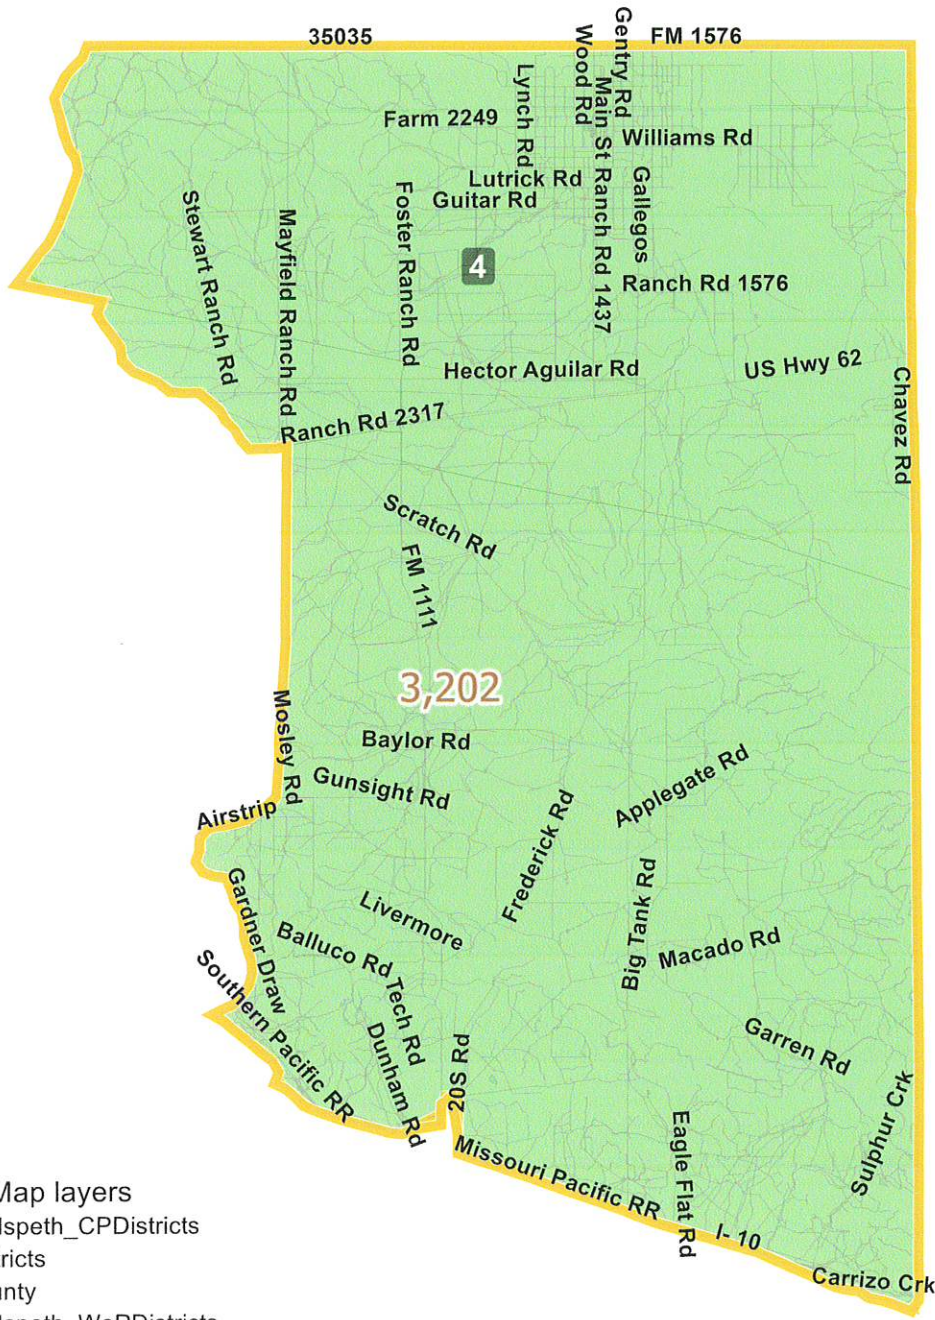 35035
FM 1576
Gentry Rd
Wood Rd
Lynch Rd
Main St Ranch Rd 1437
Farm 2249
Williams Rd
Lutrick Rd
Guitar Rd
Gallegos
Stewart Ranch Rd
Mayfield Ranch Rd
Foster Ranch Rd
4
Ranch Rd 1576
Hector Aguilar Rd
US Hwy 62
Chavez Rd
Ranch Rd 2317
Scratch Rd
FM 1111
3,202
Mosley Rd
Baylor Rd
Gunsight Rd
Airstrip
Applegate Rd
Frederick Rd
Big Tank Rd
Gardner Draw
Livermore
Balluco Rd
Macado Rd
Southern Pacific RR
Tech Rd
Dunham Rd
20S Rd
Garren Rd
Sulphur Crk
Eagle Flat Rd
Missouri Pacific RR
I- 10
Carrizo Crk
Map layers
lspeth_CPDistricts
tricts
unty